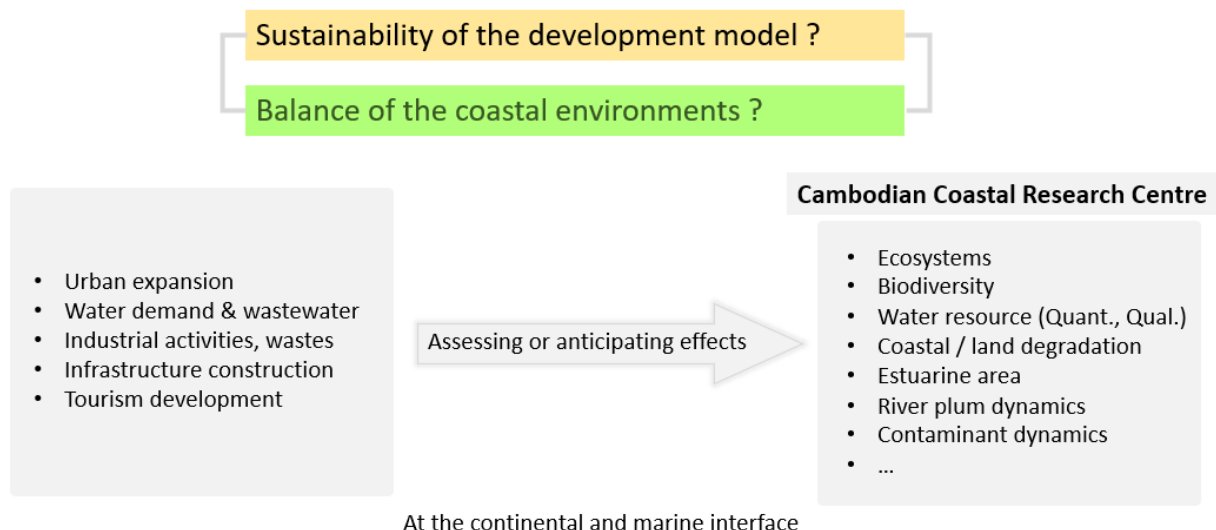 Sustainability of the development model ?
Balance of the coastal environments ?
• Urban expansion
• Water demand & wastewater
• Industrial activities, wastes
• Infrastructure construction
• Tourism development
Assessing or anticipating effects
Cambodian Coastal Research Centre
• Ecosystems
• Biodiversity
• Water resource (Quant., Qual.)
• Coastal / land degradation
• Estuarine area
• River plum dynamics
• Contaminant dynamics
• ...
At the continental and marine interface